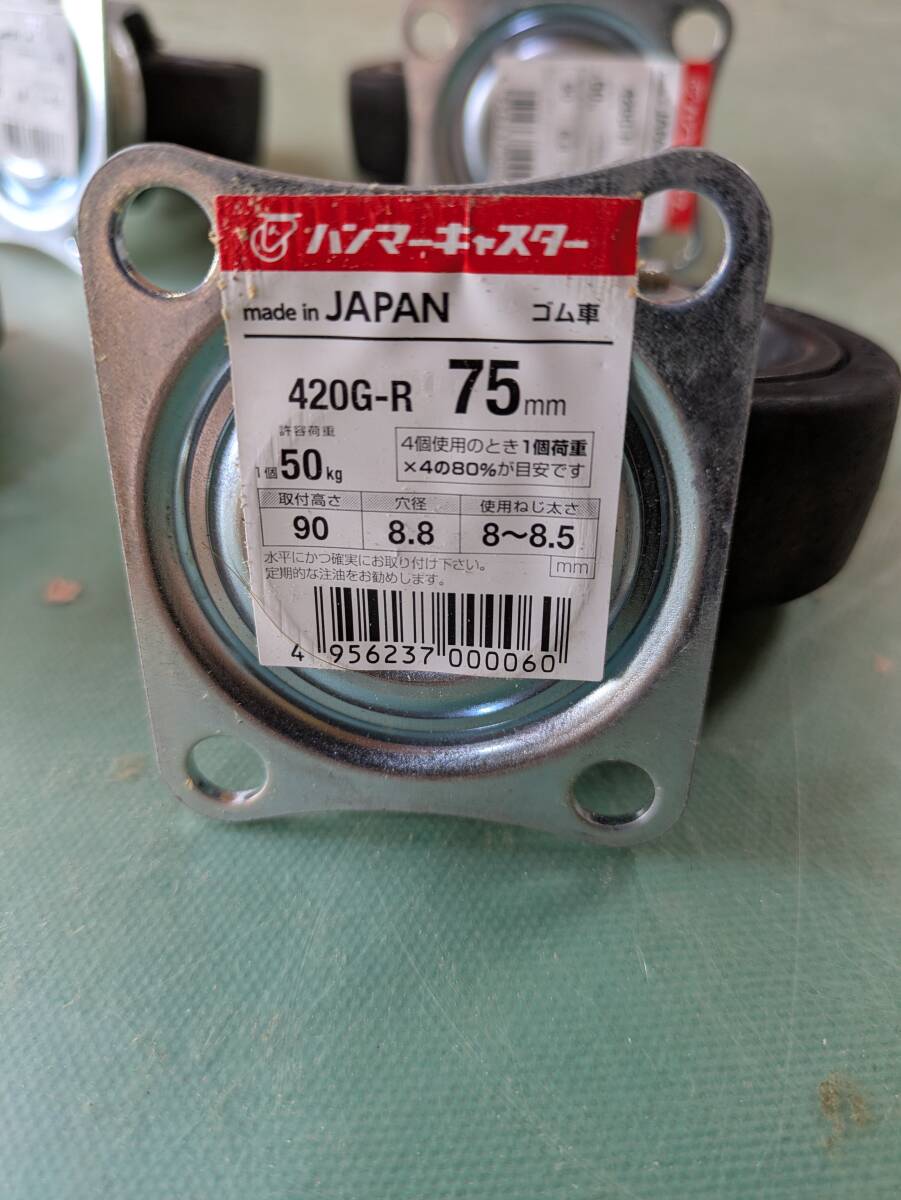 ハンマーキャスター
made in JAPAN ゴム車
420G-R 75mm
許容荷重
1個50kg
4個使用のとき1個荷重
×4の80%が目安です
取付高さ 穴径 使用ねじ太さ
90 8.8 8〜8.5
mm
水平にかつ確実にお取り付け下さい。
定期的な注油をお勧めします。
4 956237 000060